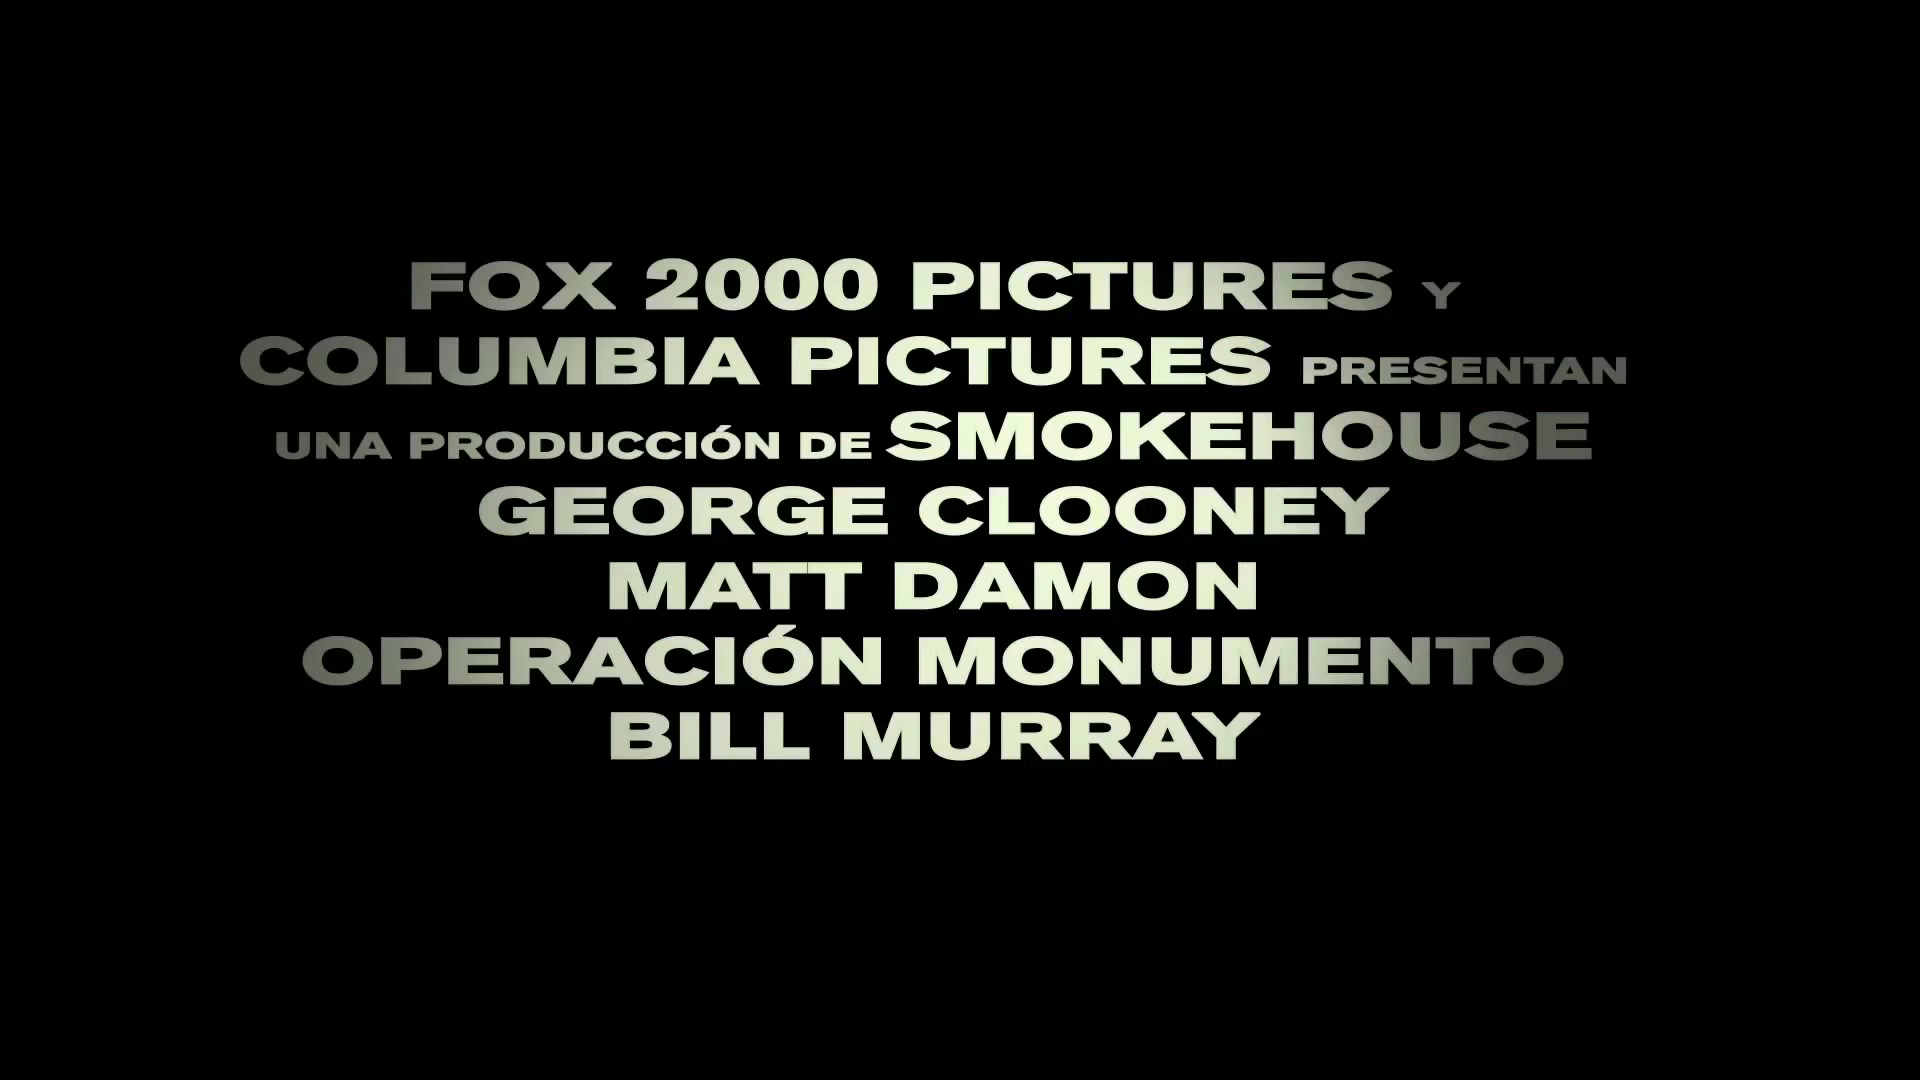 FOX 2000 PICTURES Y
COLUMBIA PICTURES PRESENTAN
UNA PRODUCCIÓN DE SMOKEHOUSE
GEORGE CLOONEY
MATT DAMON
OPERACIÓN MONUMENTO
BILL MURRAY